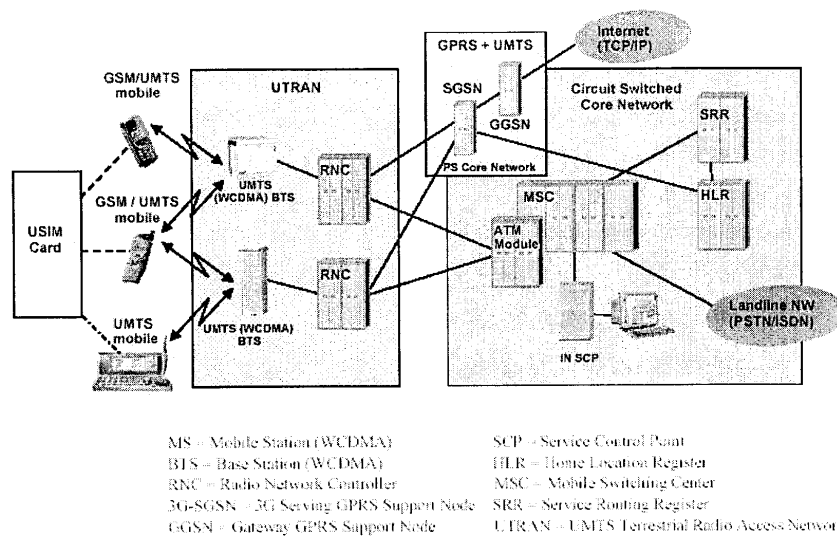 GSM/UMTS
mobile
UTRAN
GPRS + UMTS
Internet
(TCP/IP)
SGSN
GGSN
PS Core Network
Circuit Switched
Core Network
SRR
HLR
USIM
Card
GSM / UMTS
mobile
UMTS
(WCDMA) BTS
RNC
MSC
ATM
Module
RNC
UMTS (WCDMA)
BTS
UMTS
mobile
IN SCP
Landline NW
(PSTN/ISDN)
MS = Mobile Station (WCDMA)
BTS = Base Station (WCDMA)
RNC = Radio Network Controller
3G-SGSN = 3G Serving GPRS Support Node
GGSN = Gateway GPRS Support Node
SCP = Service Control Point
HLR = Home Location Register
MSC = Mobile Switching Center
SRR = Service Routing Register
UTRAN = UMTS Terrestrial Radio Access Networ